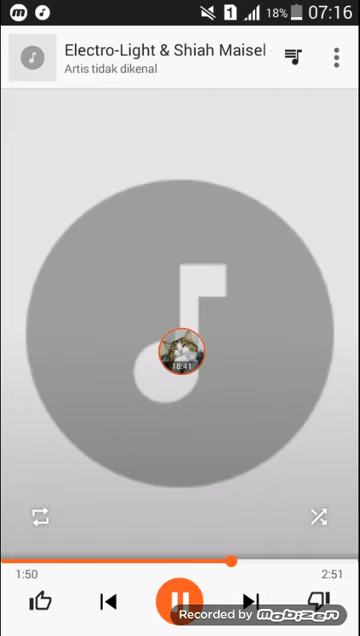 1 18% 07:16
Electro-Light & Shiah Maisel -
Artis tidak dikenal
18:41
1:50 2:51
Recorded by mobizen